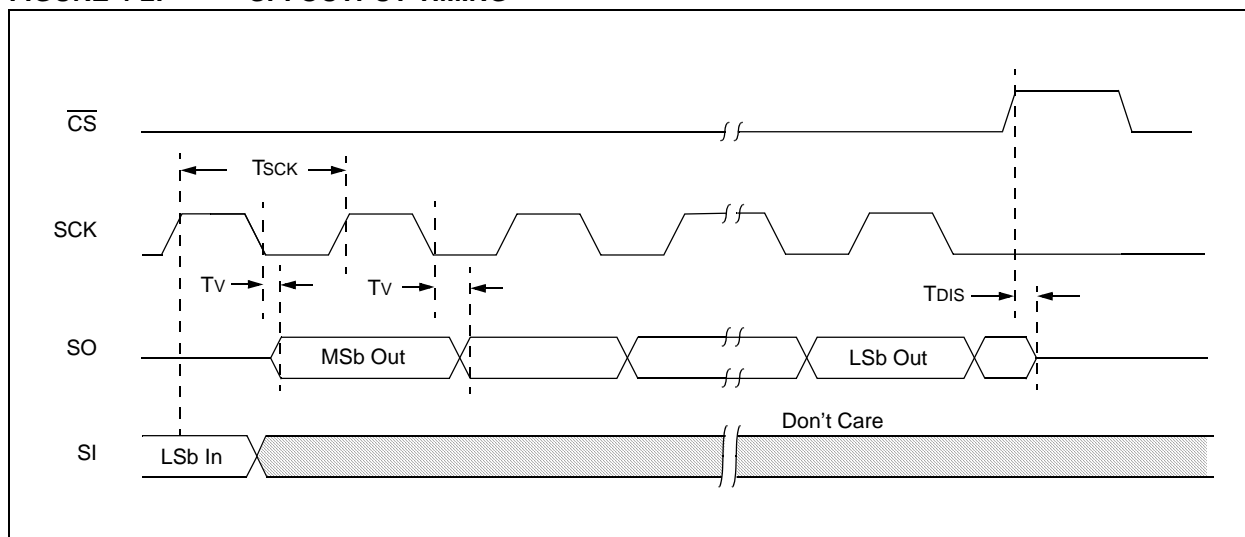 CS
TSCK
SCK
TV
TV
TDIS
SO
MSb Out
LSb Out
Don't Care
SI
LSb In